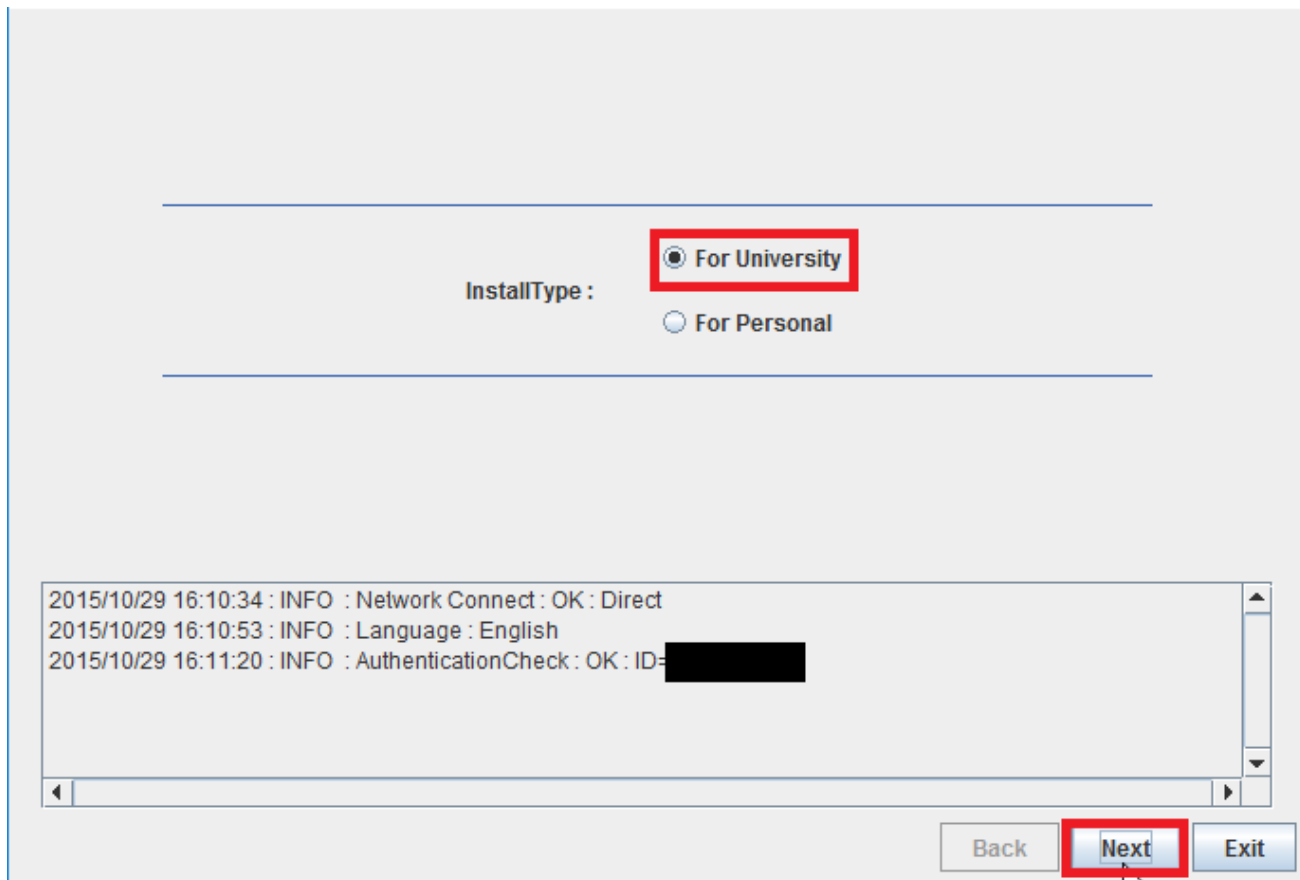 For University
InstallType :
For Personal
2015/10/29 16:10:34 : INFO : Network Connect : OK : Direct
2015/10/29 16:10:53 : INFO : Language : English
2015/10/29 16:11:20 : INFO : AuthenticationCheck : OK : ID=
Back Next Exit